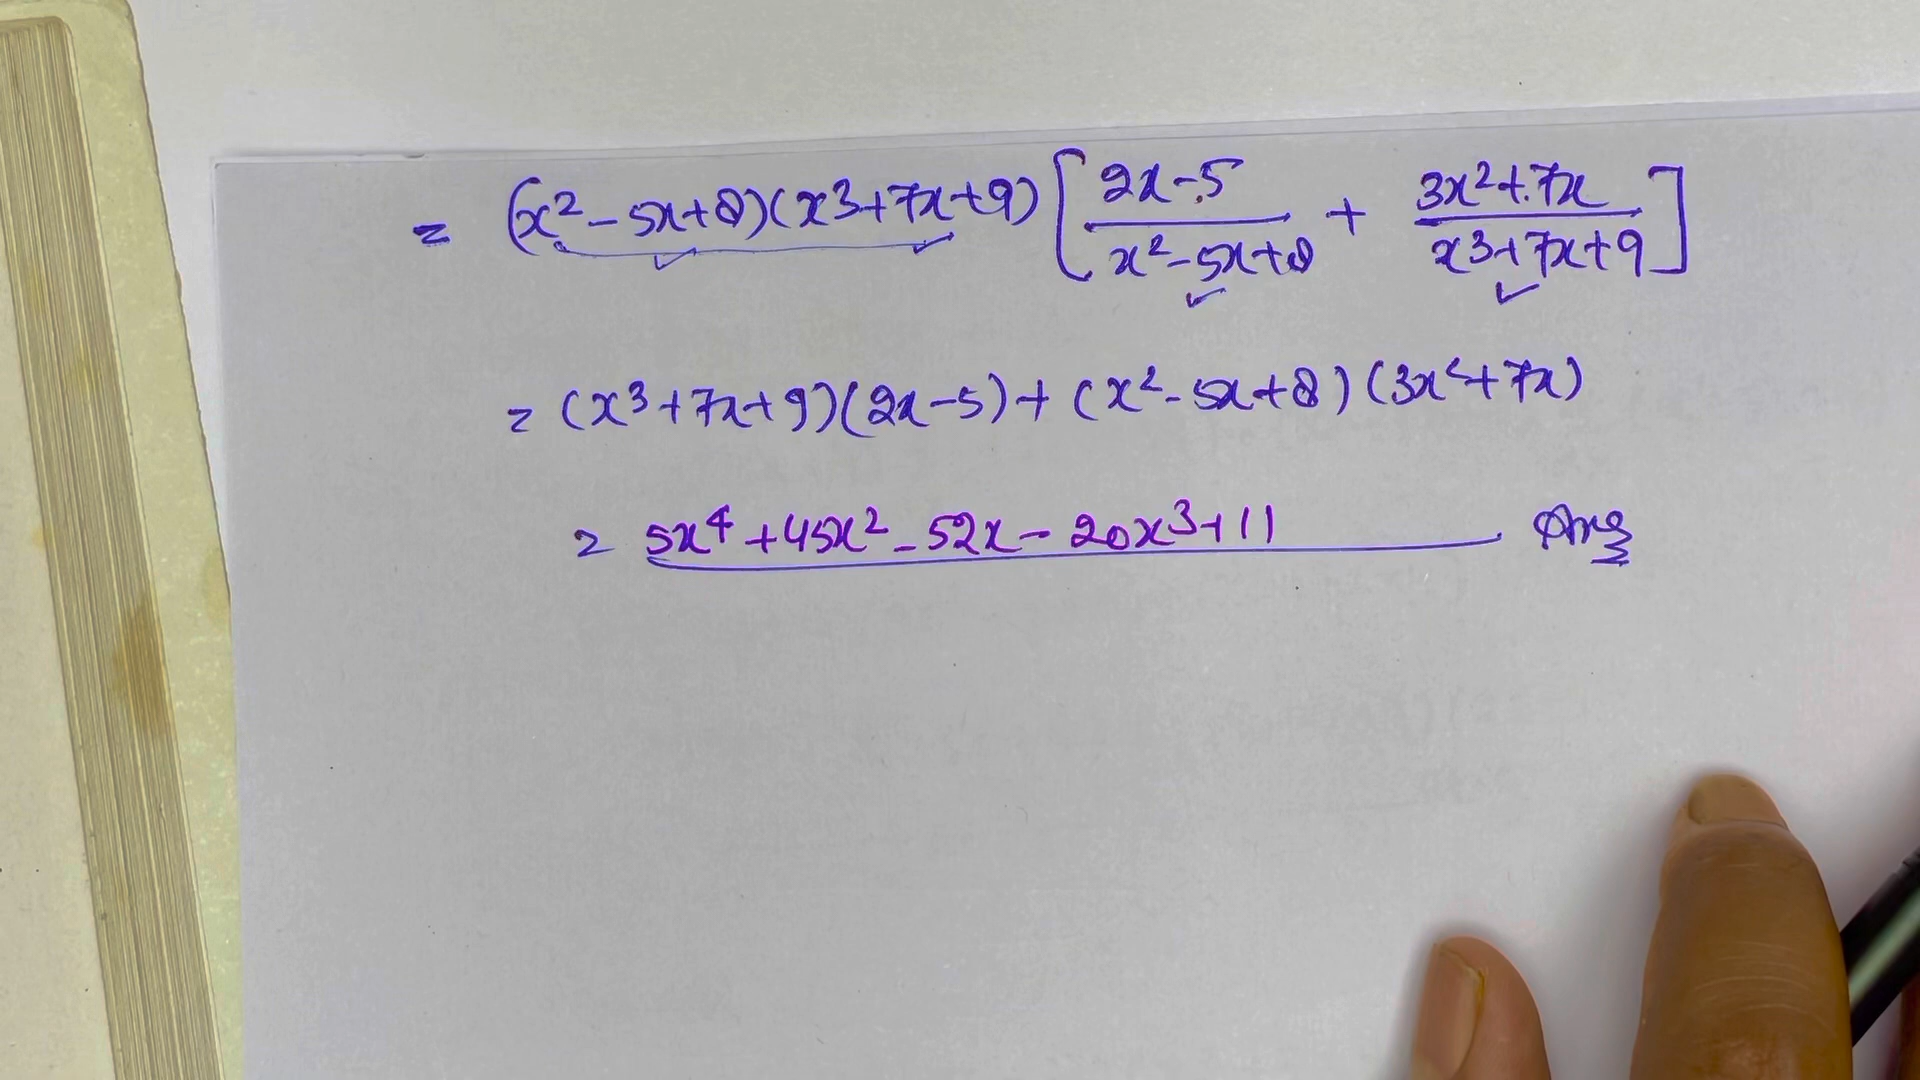 = (x² - 5x + 8)(x³ + 7x + 9) [ (2x - 5)/(x² - 5x + 8) + (3x² + 7x)/(x³ + 7x + 9) ]
= (x³ + 7x + 9)(2x - 5) + (x² - 5x + 8)(3x² + 7x)
= 5x⁴ + 45x² - 52x - 20x³ + 11 Ans